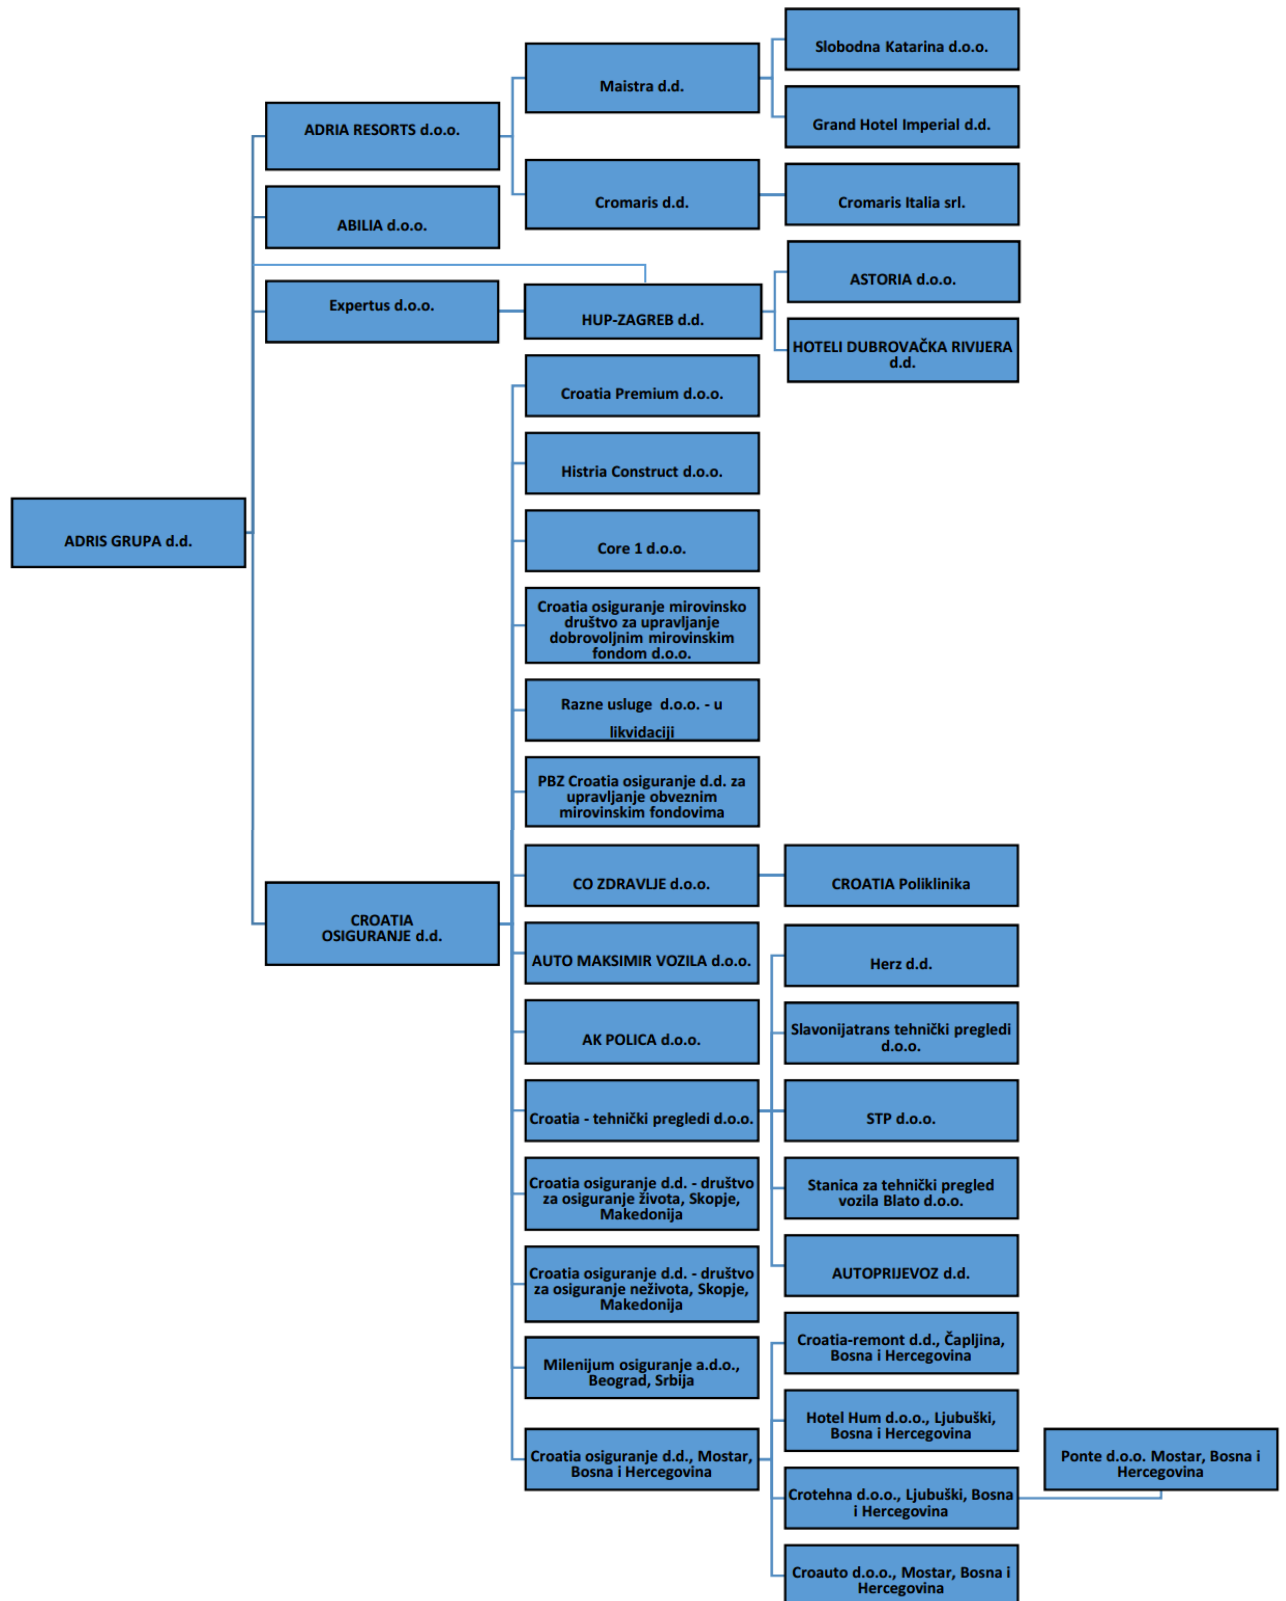 ADRIS GRUPA d.d.
ADRIA RESORTS d.o.o.
ABILIA d.o.o.
Expertus d.o.o.
CROATIA
OSIGURANJE d.d.
Maistra d.d.
Cromaris d.d.
HUP-ZAGREB d.d.
Croatia Premium d.o.o.
Histria Construct d.o.o.
Core 1 d.o.o.
Croatia osiguranje mirovinsko
društvo za upravljanje
dobrovoljnim mirovinskim
fondom d.o.o.
Razne usluge d.o.o. - u
likvidaciji
PBZ Croatia osiguranje d.d. za
upravljanje obveznim
mirovinskim fondovima
CO ZDRAVLJE d.o.o.
AUTO MAKSIMIR VOZILA d.o.o.
AK POLICA d.o.o.
Croatia - tehnički pregledi d.o.o.
Croatia osiguranje d.d. - društvo
za osiguranje života, Skopje,
Makedonija
Croatia osiguranje d.d. - društvo
za osiguranje neživota, Skopje,
Makedonija
Milenijum osiguranje a.d.o.,
Beograd, Srbija
Croatia osiguranje d.d., Mostar,
Bosna i Hercegovina
Slobodna Katarina d.o.o.
Grand Hotel Imperial d.d.
Cromaris Italia srl.
ASTORIA d.o.o.
HOTELI DUBROVAČKA RIVIJERA
d.d.
CROATIA Poliklinika
Herz d.d.
Slavonijatrans tehnički pregledi
d.o.o.
STP d.o.o.
Stanica za tehnički pregled
vozila Blato d.o.o.
AUTOPRIJEVOZ d.d.
Croatia-remont d.d., Čapljina,
Bosna i Hercegovina
Hotel Hum d.o.o., Ljubuški,
Bosna i Hercegovina
Crotehna d.o.o., Ljubuški, Bosna
i Hercegovina
Croauto d.o.o., Mostar, Bosna i
Hercegovina
Ponte d.o.o. Mostar, Bosna i
Hercegovina